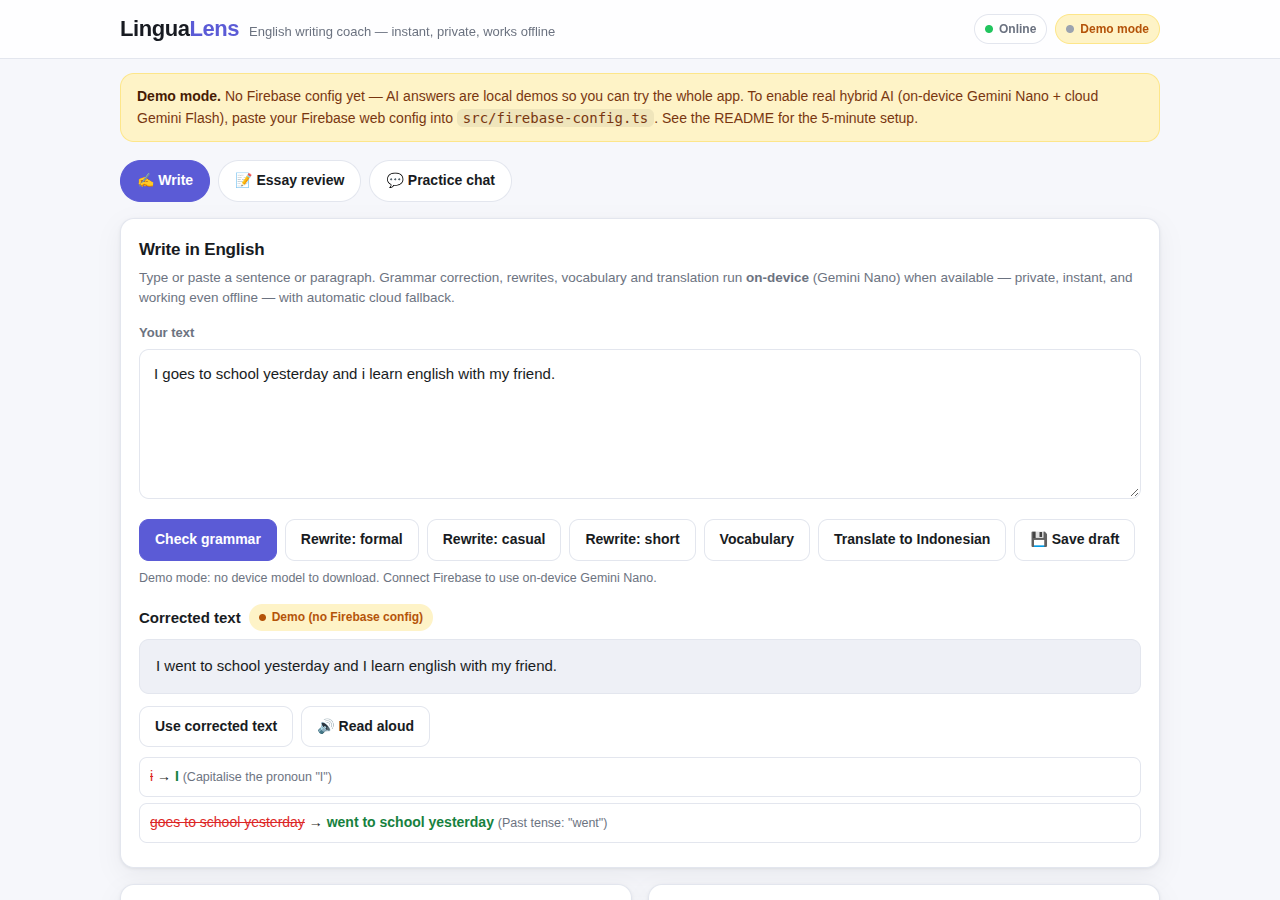 LinguaLens English writing coach — instant, private, works offline
Online
Demo mode
Demo mode. No Firebase config yet — AI answers are local demos so you can try the whole app. To enable real hybrid AI (on-device Gemini Nano + cloud
Gemini Flash), paste your Firebase web config into src/firebase-config.ts. See the README for the 5-minute setup.
✍️ Write
📝 Essay review
💬 Practice chat
Write in English
Type or paste a sentence or paragraph. Grammar correction, rewrites, vocabulary and translation run on-device (Gemini Nano) when available — private, instant, and
working even offline — with automatic cloud fallback.
Your text
I goes to school yesterday and i learn english with my friend.
Check grammar
Rewrite: formal
Rewrite: casual
Rewrite: short
Vocabulary
Translate to Indonesian
💾 Save draft
Demo mode: no device model to download. Connect Firebase to use on-device Gemini Nano.
Corrected text
Demo (no Firebase config)
I went to school yesterday and I learn english with my friend.
Use corrected text
🔊 Read aloud
i → I (Capitalise the pronoun "I")
goes to school yesterday → went to school yesterday (Past tense: "went")